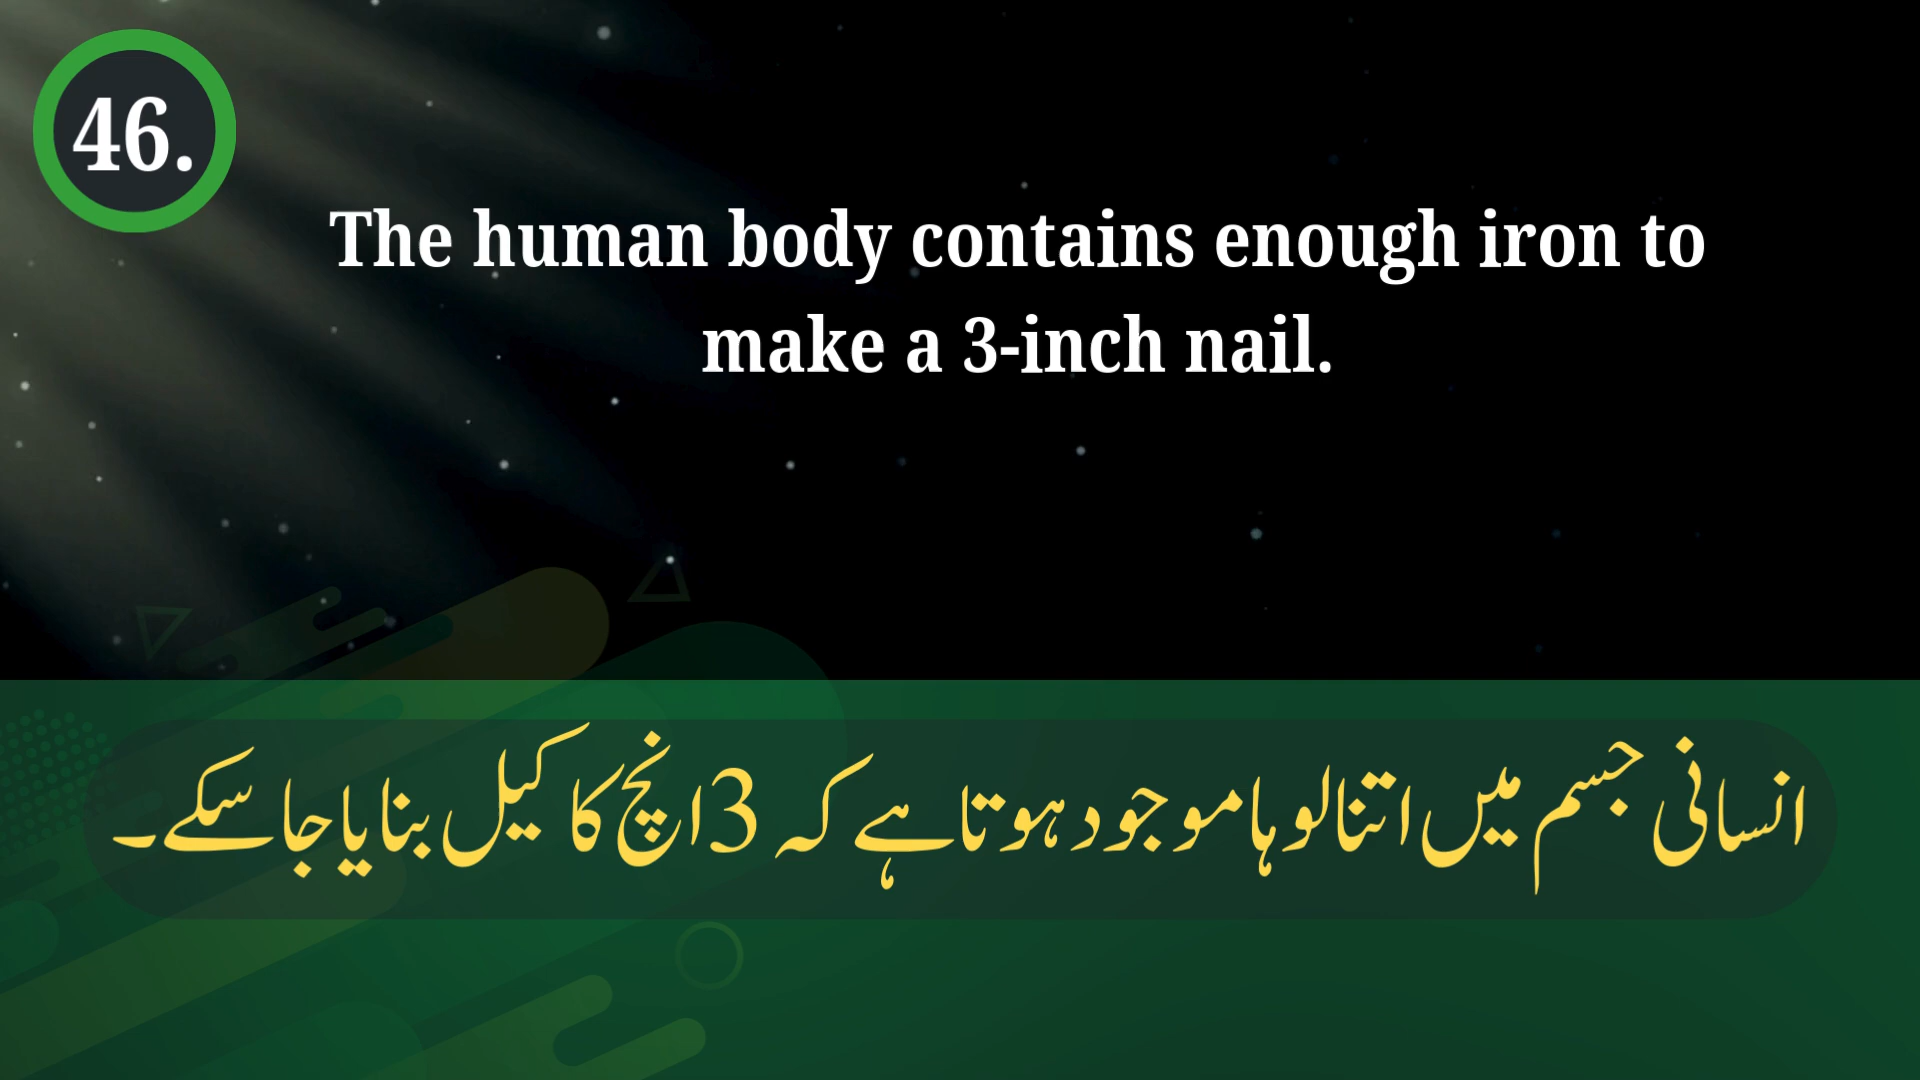 46.
The human body contains enough iron to
make a 3-inch nail.
انسانی جسم میں اتنا لوہا موجود ہوتا ہے کہ 3 انچ کا کیل بنایا جا سکے۔